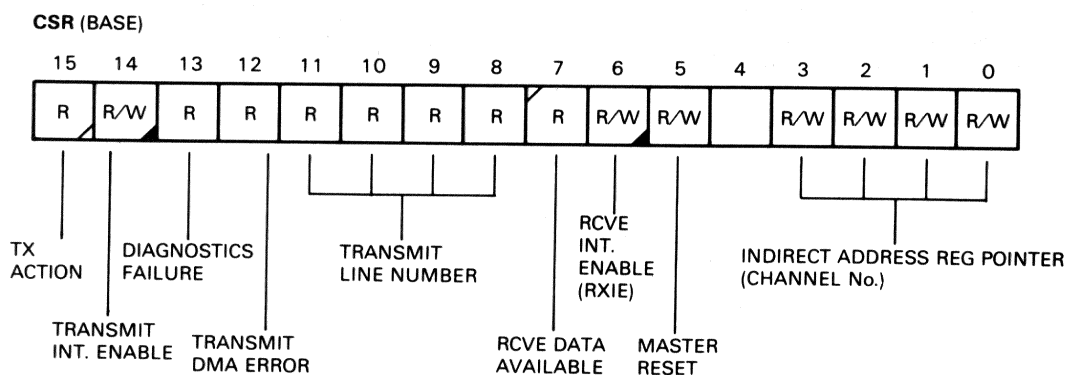 CSR (BASE)
15 14 13 12 11 10 9 8 7 6 5 4 3 2 1 0
R R/W R R R R R R R R/W R/W R/W R/W R/W R/W
TX
ACTION
DIAGNOSTICS
FAILURE
TRANSMIT
LINE NUMBER
RCVE
INT.
ENABLE
(RXIE)
INDIRECT ADDRESS REG POINTER
(CHANNEL No.)
TRANSMIT
INT. ENABLE
TRANSMIT
DMA ERROR
RCVE DATA
AVAILABLE
MASTER
RESET